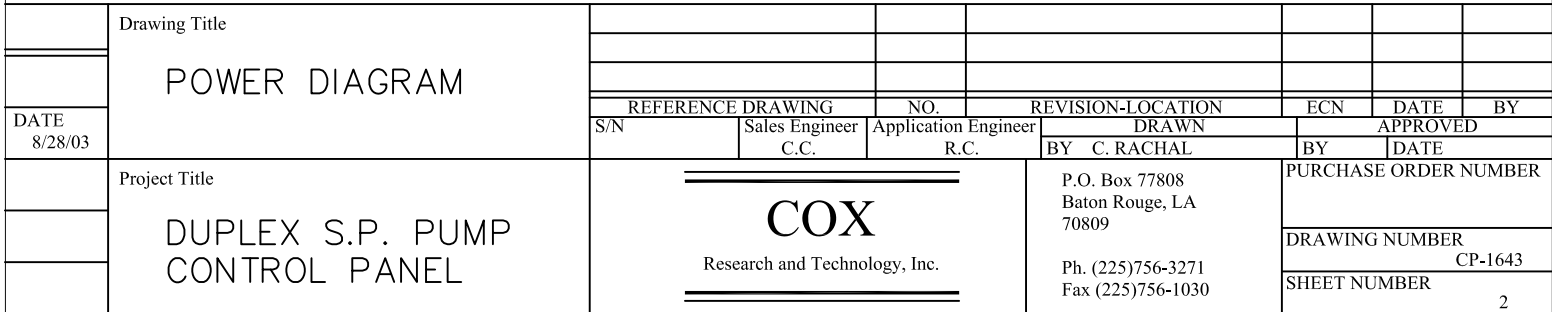 Drawing Title
POWER DIAGRAM
DATE
8/28/03
REFERENCE DRAWING NO. REVISION-LOCATION ECN DATE BY
S/N Sales Engineer Application Engineer DRAWN APPROVED
C.C. R.C. BY C. RACHAL BY DATE
Project Title
DUPLEX S.P. PUMP
CONTROL PANEL
COX
Research and Technology, Inc.
P.O. Box 77808
Baton Rouge, LA
70809
Ph. (225)756-3271
Fax (225)756-1030
PURCHASE ORDER NUMBER
DRAWING NUMBER
CP-1643
SHEET NUMBER
2